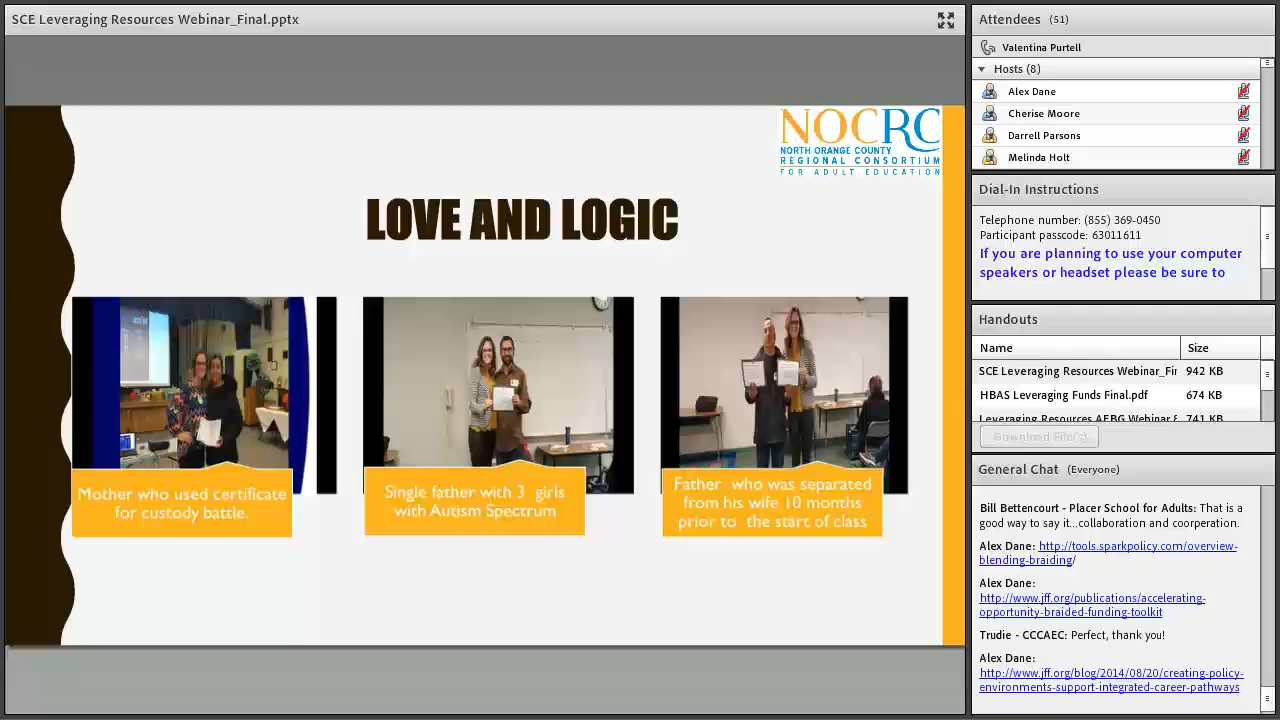 SCE Leveraging Resources Webinar_Final.pptx
NOCRC
NORTH ORANGE COUNTY
REGIONAL CONSORTIUM
FOR ADULT EDUCATION
LOVE AND LOGIC
Mother who used certificate
for custody battle.
Single father with 3 girls
with Autism Spectrum
Father who was separated
from his wife 10 months
prior to the start of class
Attendees (51)
Valentina Purtell
Hosts (8)
Alex Dane
Cherise Moore
Darrell Parsons
Melinda Holt
Dial-In Instructions
Telephone number: (855) 369-0450
Participant passcode: 63011611
If you are planning to use your computer
speakers or headset please be sure to
Handouts
Name Size
SCE Leveraging Resources Webinar_Fir 942 KB
HBAS Leveraging Funds Final.pdf 674 KB
Leveraging Resources AEBG Webinar 741 KB
Download File(s)
General Chat (Everyone)
Bill Bettencourt - Placer School for Adults: That is a
good way to say it...collaboration and coorperation.
Alex Dane: http://tools.sparkpolicy.com/overview-
blending-braiding/
Alex Dane:
http://www.jff.org/publications/accelerating-
opportunity-braided-funding-toolkit
Trudie - CCCAEC: Perfect, thank you!
Alex Dane:
http://www.jff.org/blog/2014/08/20/creating-policy-
environments-support-integrated-career-pathways